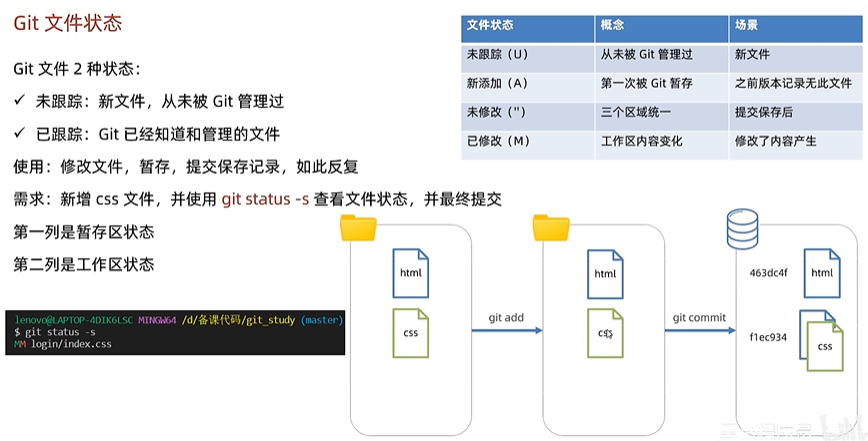 Git 文件状态
Git 文件 2 种状态：
✓ 未跟踪：新文件，从未被 Git 管理过
✓ 已跟踪：Git 已经知道和管理的文件
使用：修改文件，暂存，提交保存记录，如此反复
需求：新增 css 文件，并使用 git status -s 查看文件状态，并最终提交
第一列是暂存区状态
第二列是工作区状态
文件状态 概念 场景
未跟踪（U） 从未被 Git 管理过 新文件
新添加（A） 第一次被 Git 暂存 之前版本记录无此文件
未修改（''） 三个区域统一 提交保存后
已修改（M） 工作区内容变化 修改了内容产生
lenovo@LAPTOP-4DIK6LSC MINGW64 /d/备课代码/git_study (master)
$ git status -s
MM login/index.css
html
css
git add
html
css
git commit
463dc4f
html
f1ec934
css